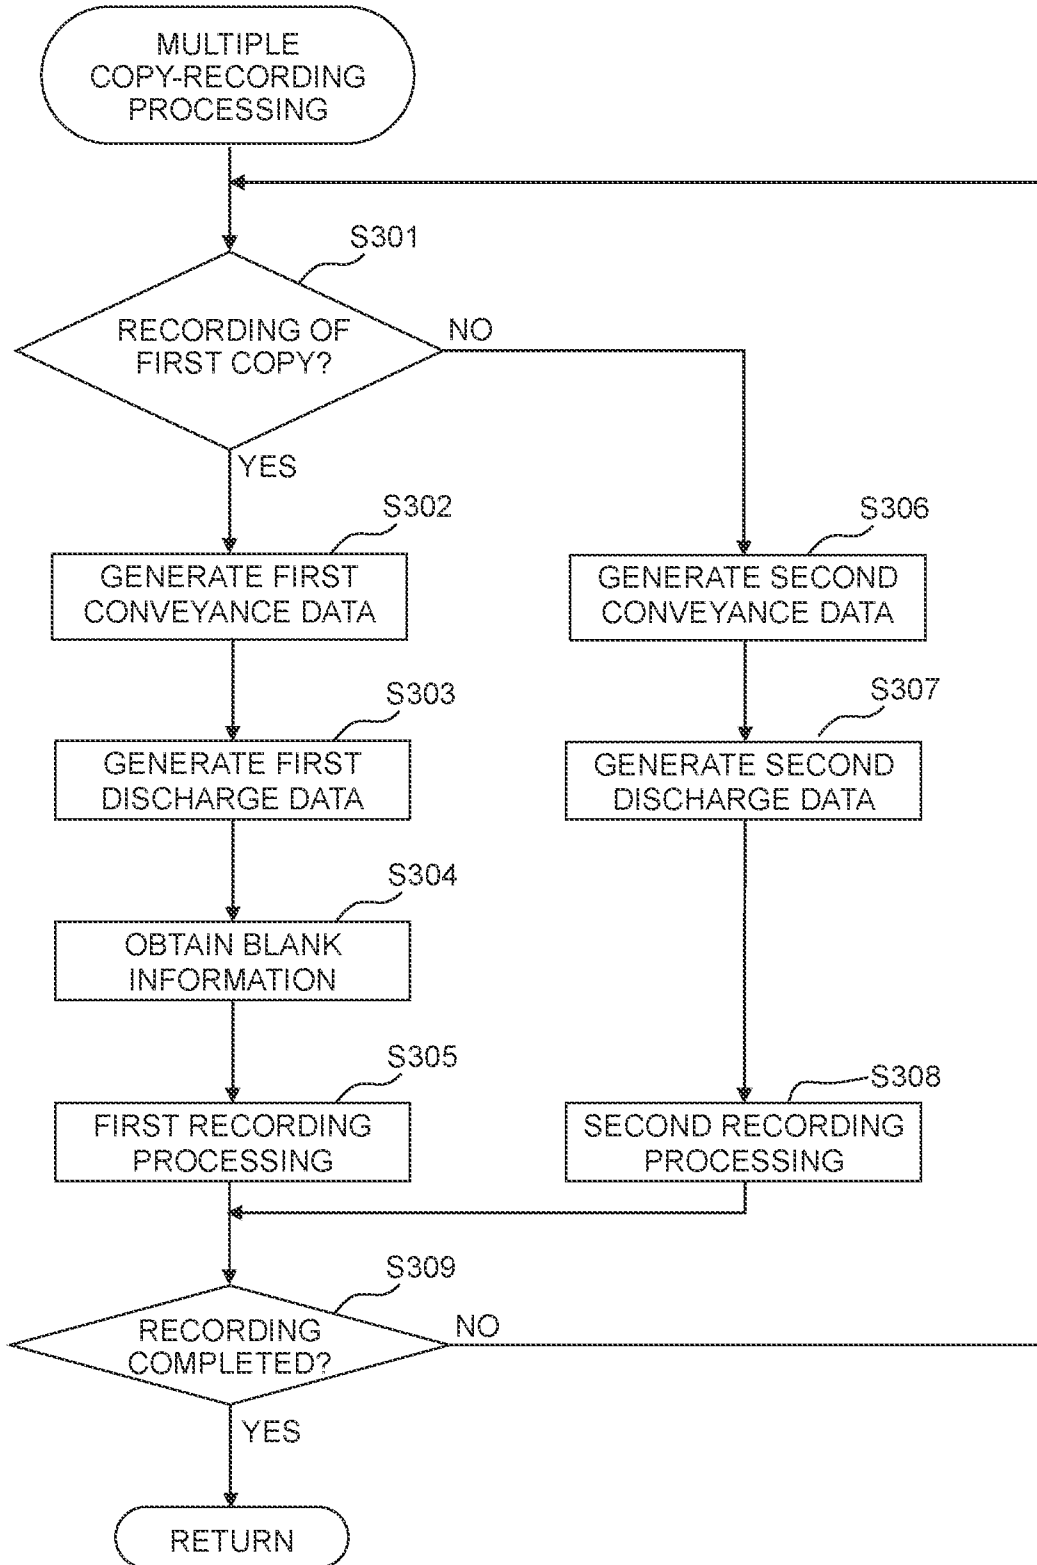 MULTIPLE
COPY-RECORDING
PROCESSING
S301
RECORDING OF
FIRST COPY?
NO
YES
S302
GENERATE FIRST
CONVEYANCE DATA
S306
GENERATE SECOND
CONVEYANCE DATA
S303
GENERATE FIRST
DISCHARGE DATA
S307
GENERATE SECOND
DISCHARGE DATA
S304
OBTAIN BLANK
INFORMATION
S305
FIRST RECORDING
PROCESSING
S308
SECOND RECORDING
PROCESSING
S309
RECORDING
COMPLETED?
NO
YES
RETURN